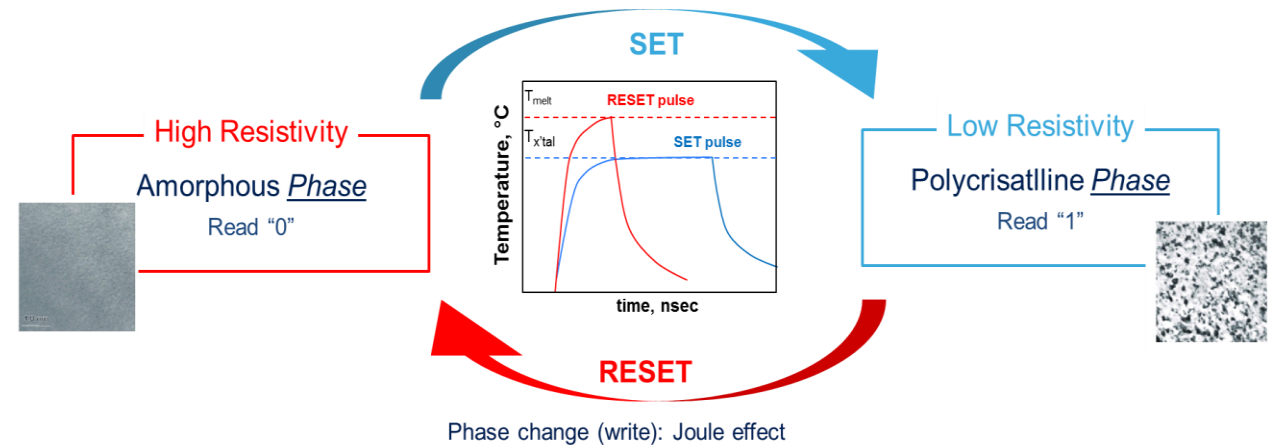 SET
High Resistivity
Amorphous Phase
Read “0”
Temperature, °C
Tmelt
RESET pulse
Tx'tal
SET pulse
time, nsec
Low Resistivity
Polycrisatlline Phase
Read “1”
RESET
Phase change (write): Joule effect